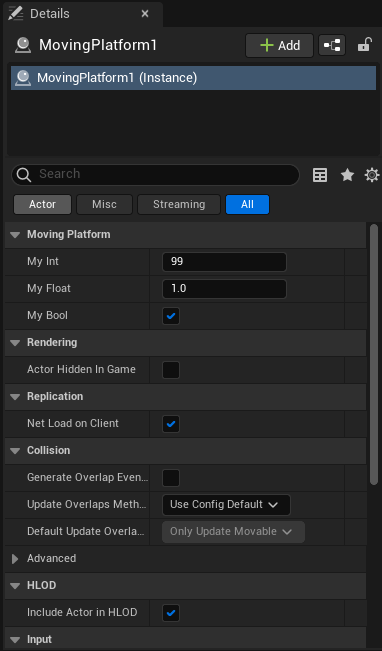 Details
MovingPlatform1
Add
MovingPlatform1 (Instance)
Search
Actor Misc Streaming All
Moving Platform
My Int 99
My Float 1.0
My Bool
Rendering
Actor Hidden In Game
Replication
Net Load on Client
Collision
Generate Overlap Even...
Update Overlaps Meth... Use Config Default
Default Update Overla... Only Update Movable
Advanced
HLOD
Include Actor in HLOD
Input